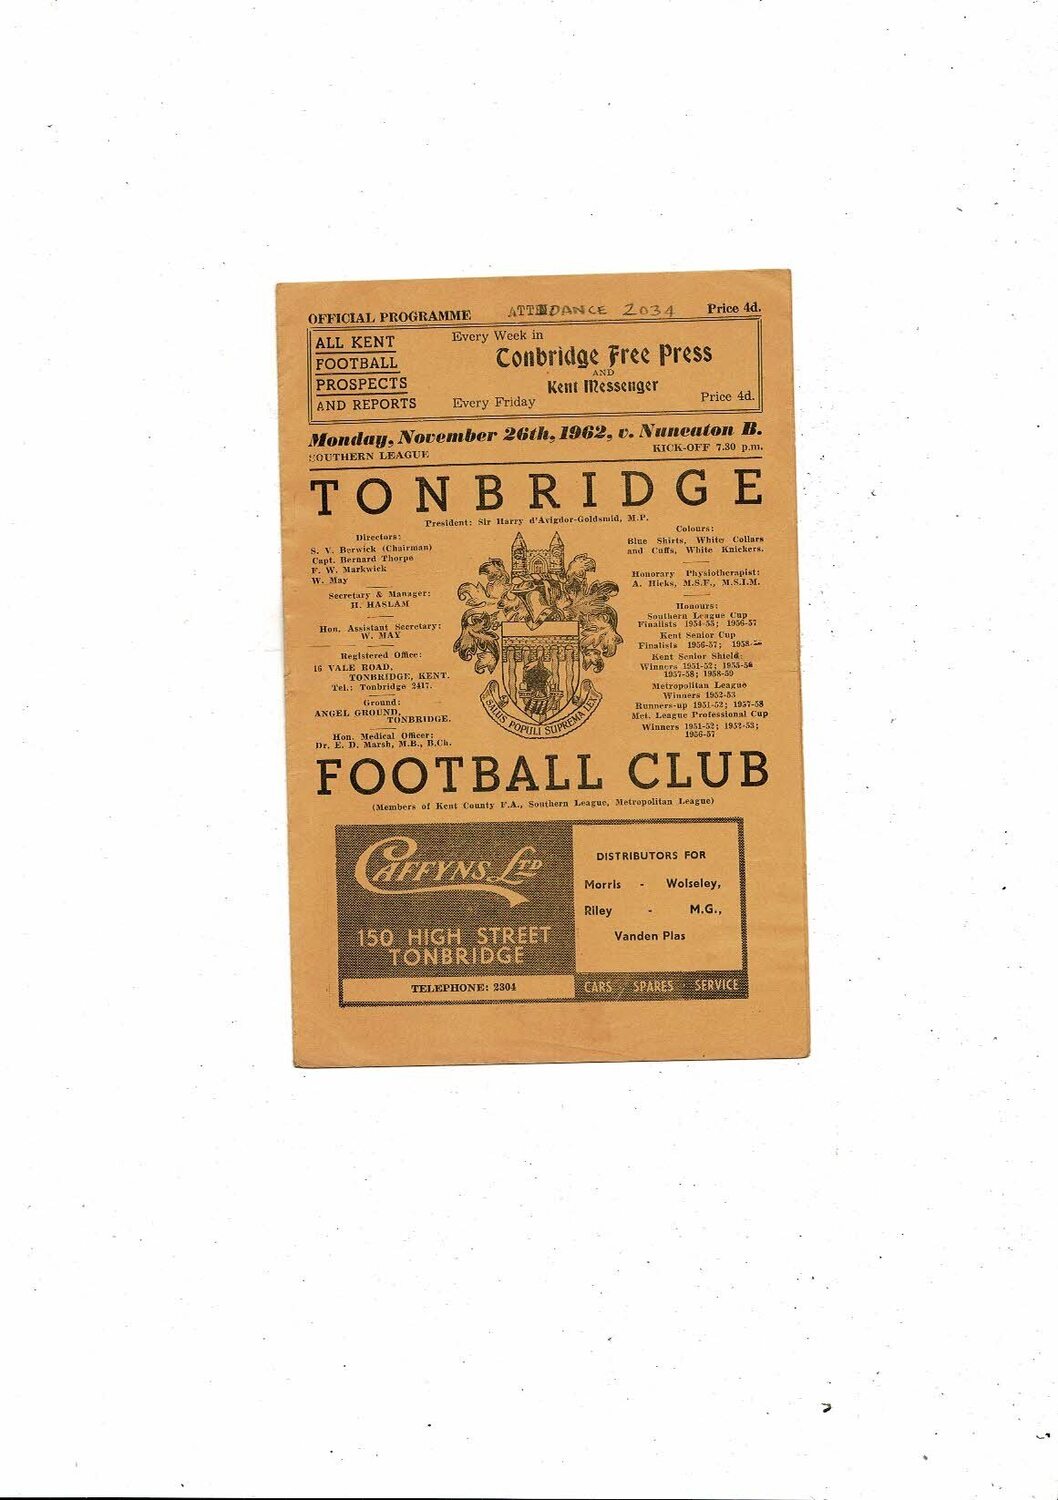 OFFICIAL PROGRAMME ATTENDANCE 2034 Price 4d.
ALL KENT
FOOTBALL
PROSPECTS
AND REPORTS
Every Week in
Tonbridge Free Press
AND
Kent Messenger
Every Friday Price 4d.
Monday, November 26th, 1962, v. Nuneaton B.
SOUTHERN LEAGUE KICK-OFF 7.30 p.m.
TONBRIDGE
President: Sir Harry d'Avigdor-Goldsmid, M.P.
Directors:
S. V. Berwick (Chairman)
Capt. Bernard Thorpe
F. W. Markwick
W. May
Secretary & Manager:
H. HASLAM
Hon. Assistant Secretary:
W. MAY
Registered Office:
16 VALE ROAD,
TONBRIDGE, KENT.
Tel.: Tonbridge 2417.
Ground:
ANGEL GROUND,
TONBRIDGE.
Hon. Medical Officer:
Dr. E. D. Marsh, M.B., B.Ch.
SALUS POPULI SUPREMA LEX
Colours:
Blue Shirts, White Collars
and Cuffs, White Knickers.
Honorary Physiotherapist:
A. Hicks, M.S.F., M.S.I.M.
Honours:
Southern League Cup
Finalists 1954-55; 1956-57
Kent Senior Cup
Finalists 1956-57;
Kent Senior Shield:
Winners 1951-52; 1955-56
1957-58; 1958-59
Metropolitan League
Winners 1952-53
Runners-up 1951-52; 1957-58
Met. League Professional Cup
Winners 1951-52; 1952-53;
1956-57
FOOTBALL CLUB
(Members of Kent County F.A., Southern League, Metropolitan League)
CAFFYNS LTD
150 HIGH STREET
TONBRIDGE
TELEPHONE: 2304
DISTRIBUTORS FOR
Morris - Wolseley,
Riley - M.G.,
Vanden Plas
CARS · SPARES · SERVICE